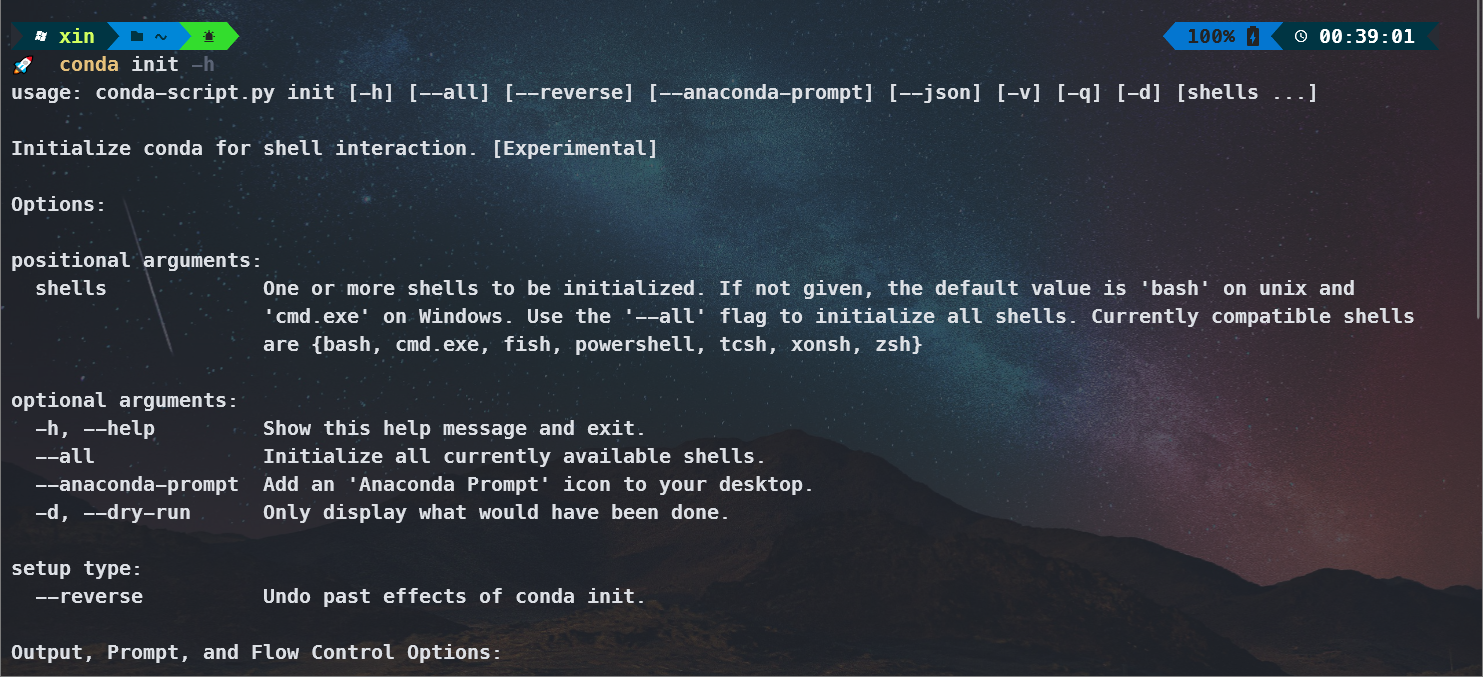 xin ~ 100% 00:39:01
conda init -h
usage: conda-script.py init [-h] [--all] [--reverse] [--anaconda-prompt] [--json] [-v] [-q] [-d] [shells ...]
Initialize conda for shell interaction. [Experimental]
Options:
positional arguments:
shells One or more shells to be initialized. If not given, the default value is 'bash' on unix and
'cmd.exe' on Windows. Use the '--all' flag to initialize all shells. Currently compatible shells
are {bash, cmd.exe, fish, powershell, tcsh, xonsh, zsh}
optional arguments:
-h, --help Show this help message and exit.
--all Initialize all currently available shells.
--anaconda-prompt Add an 'Anaconda Prompt' icon to your desktop.
-d, --dry-run Only display what would have been done.
setup type:
--reverse Undo past effects of conda init.
Output, Prompt, and Flow Control Options: